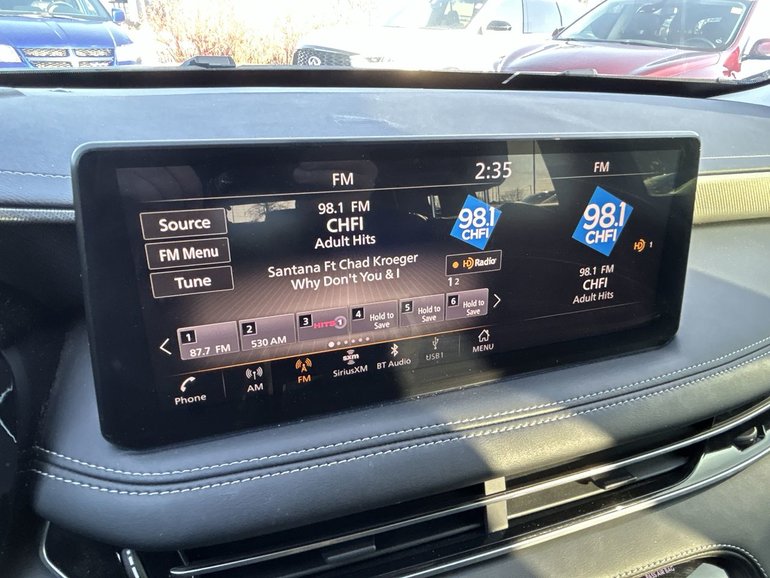 FM
2:35
FM
Source
FM Menu
Tune
98.1 FM
CHFI
Adult Hits
98.1
CHFI
Santana Ft Chad Kroeger
Why Don't You & I
HD Radio
1 2
98.1
CHFI
HD 1
98.1 FM
CHFI
Adult Hits
1
87.7 FM
2
530 AM
3
HITS 1
4
Hold to
Save
5
Hold to
Save
6
Hold to
Save
Phone
AM
FM
sxm
SiriusXM
BT Audio
USB1
MENU